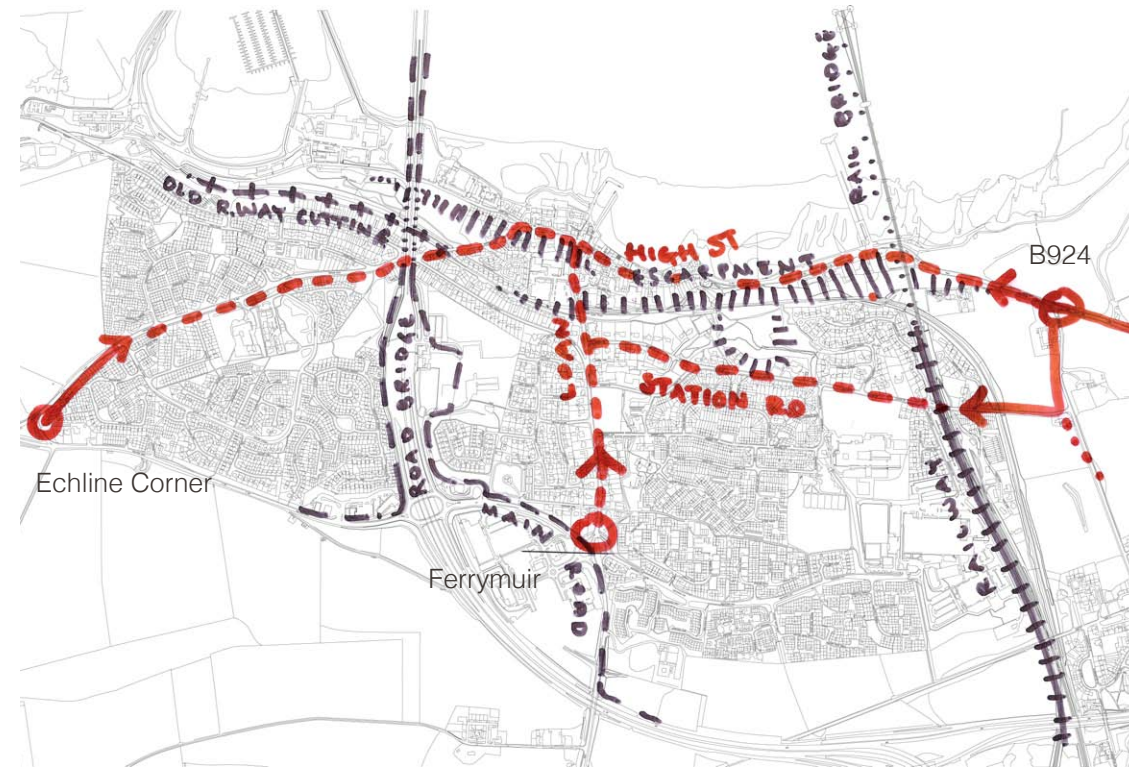 RAIL BRIDGE
OLD R.WAY CUTTING
HIGH ST
ESCARPMENT
B924
LOAN
STATION RD
ROAD BRIDGE
Echline Corner
MAIN
ROAD
Ferrymuir
RAILWAY